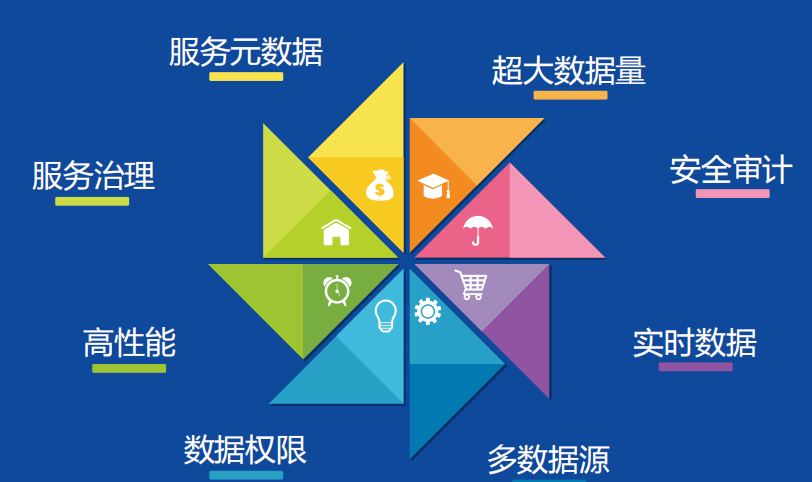 服务元数据
超大数据量
服务治理
安全审计
高性能
实时数据
数据权限
多数据源